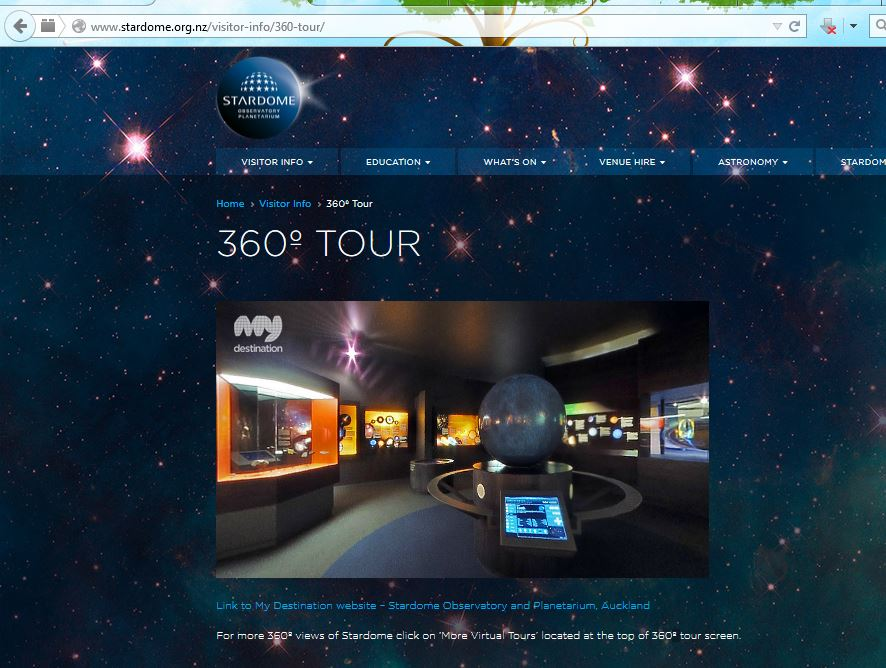 www.stardome.org.nz/visitor-info/360-tour/
STARDOME
OBSERVATORY
PLANETARIUM
VISITOR INFO EDUCATION WHAT'S ON VENUE HIRE ASTRONOMY STARDOM
Home > Visitor Info > 360º Tour
360º TOUR
my
destination
Link to My Destination website – Stardome Observatory and Planetarium, Auckland
For more 360º views of Stardome click on 'More Virtual Tours' located at the top of 360º tour screen.